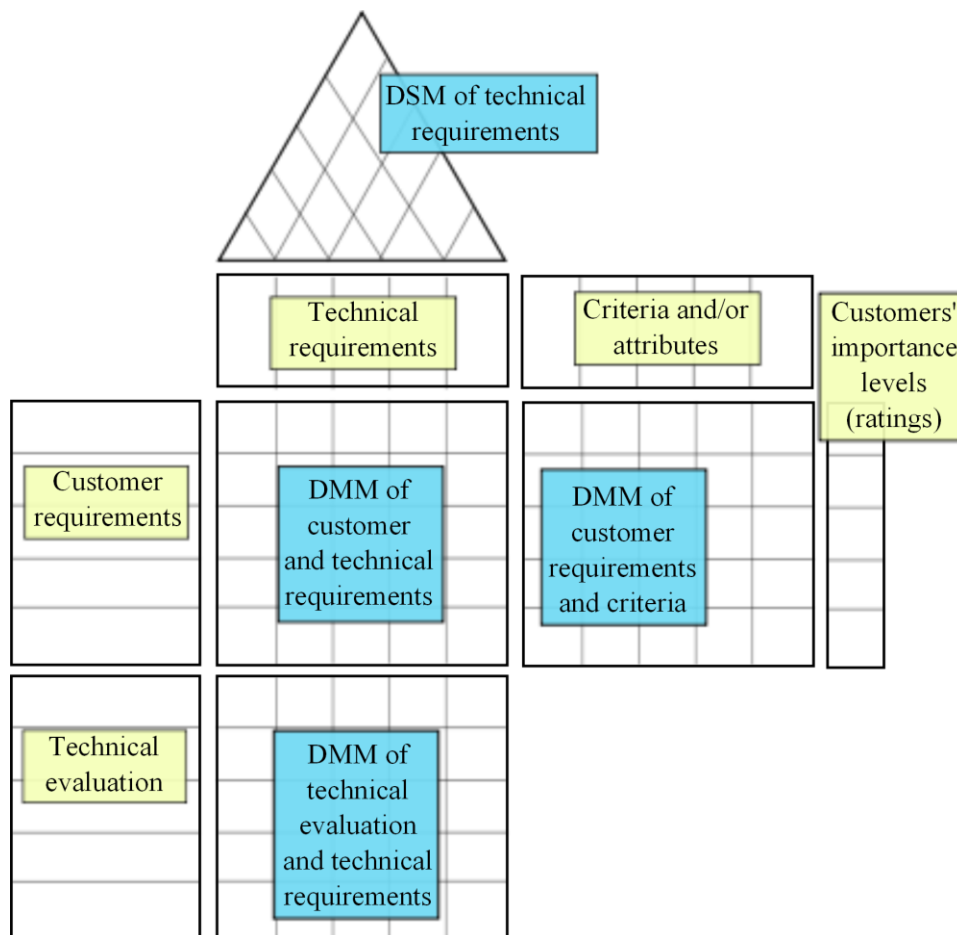 DSM of technical
requirements
Technical
requirements
Criteria and/or
attributes
Customers'
importance
levels
(ratings)
Customer
requirements
DMM of
customer
and technical
requirements
DMM of
customer
requirements
and criteria
Technical
evaluation
DMM of
technical
evaluation
and technical
requirements